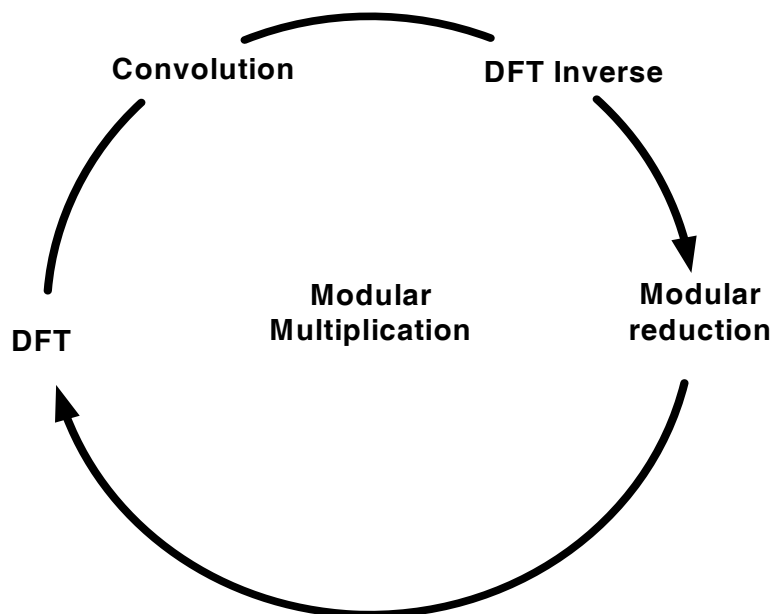 Convolution
DFT Inverse
DFT
Modular
Multiplication
Modular
reduction